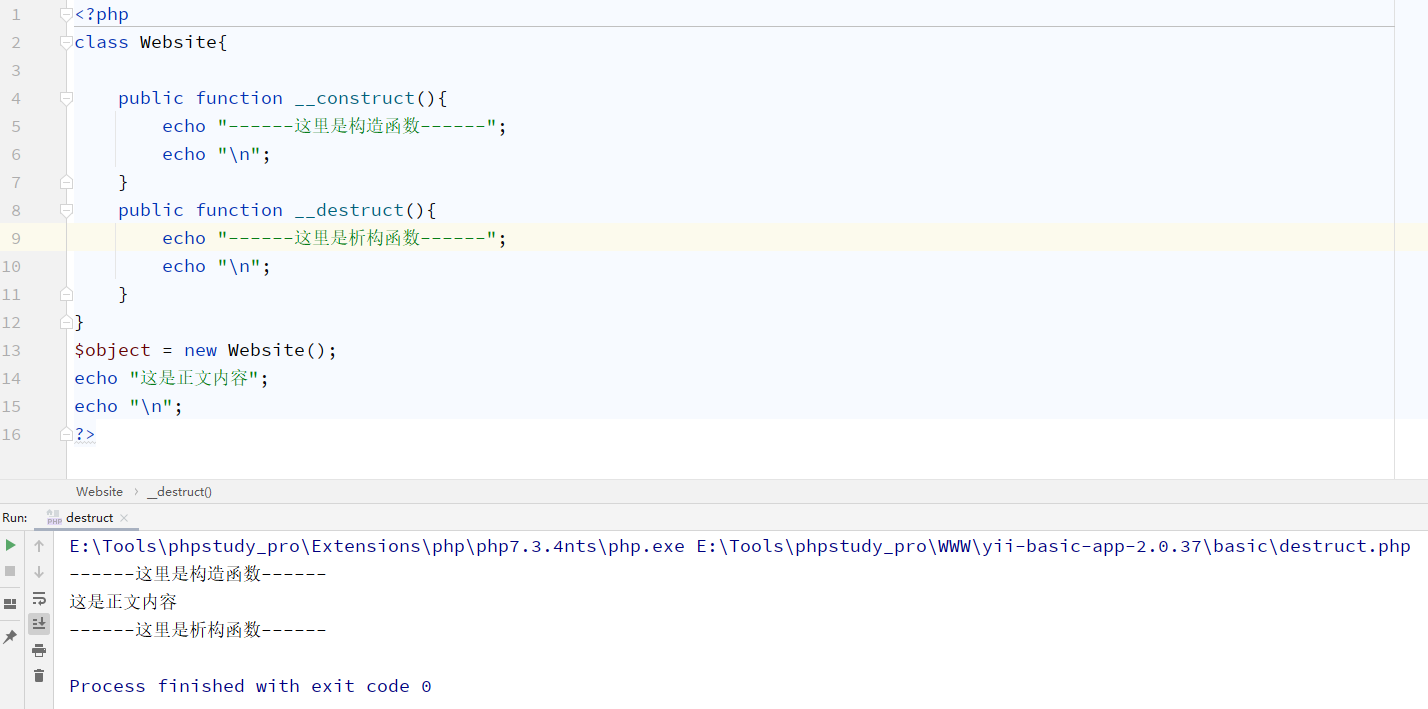 1 <?php
2 class Website{
3
4     public function __construct(){
5         echo "------这里是构造函数------";
6         echo "\n";
7     }
8     public function __destruct(){
9         echo "------这里是析构函数------";
10         echo "\n";
11     }
12 }
13 $object = new Website();
14 echo "这是正文内容";
15 echo "\n";
16 ?>
Website › __destruct()
Run: PHP destruct ×
E:\Tools\phpstudy_pro\Extensions\php\php7.3.4nts\php.exe E:\Tools\phpstudy_pro\WWW\yii-basic-app-2.0.37\basic\destruct.php
------这里是构造函数------
这是正文内容
------这里是析构函数------
Process finished with exit code 0